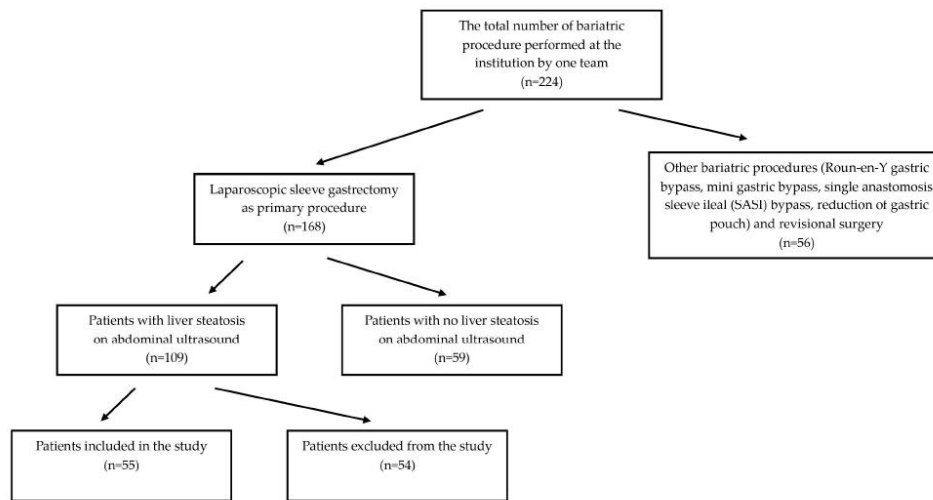 The total number of bariatric
procedure performed at the
institution by one team
(n=224)
Laparoscopic sleeve gastrectomy
as primary procedure
(n=168)
Other bariatric procedures (Roun-en-Y gastric
bypass, mini gastric bypass, single anastomosis
sleeve ileal (SASI) bypass, reduction of gastric
pouch) and revisional surgery
(n=56)
Patients with liver steatosis
on abdominal ultrasound
(n=109)
Patients with no liver steatosis
on abdominal ultrasound
(n=59)
Patients included in the study
(n=55)
Patients excluded from the study
(n=54)